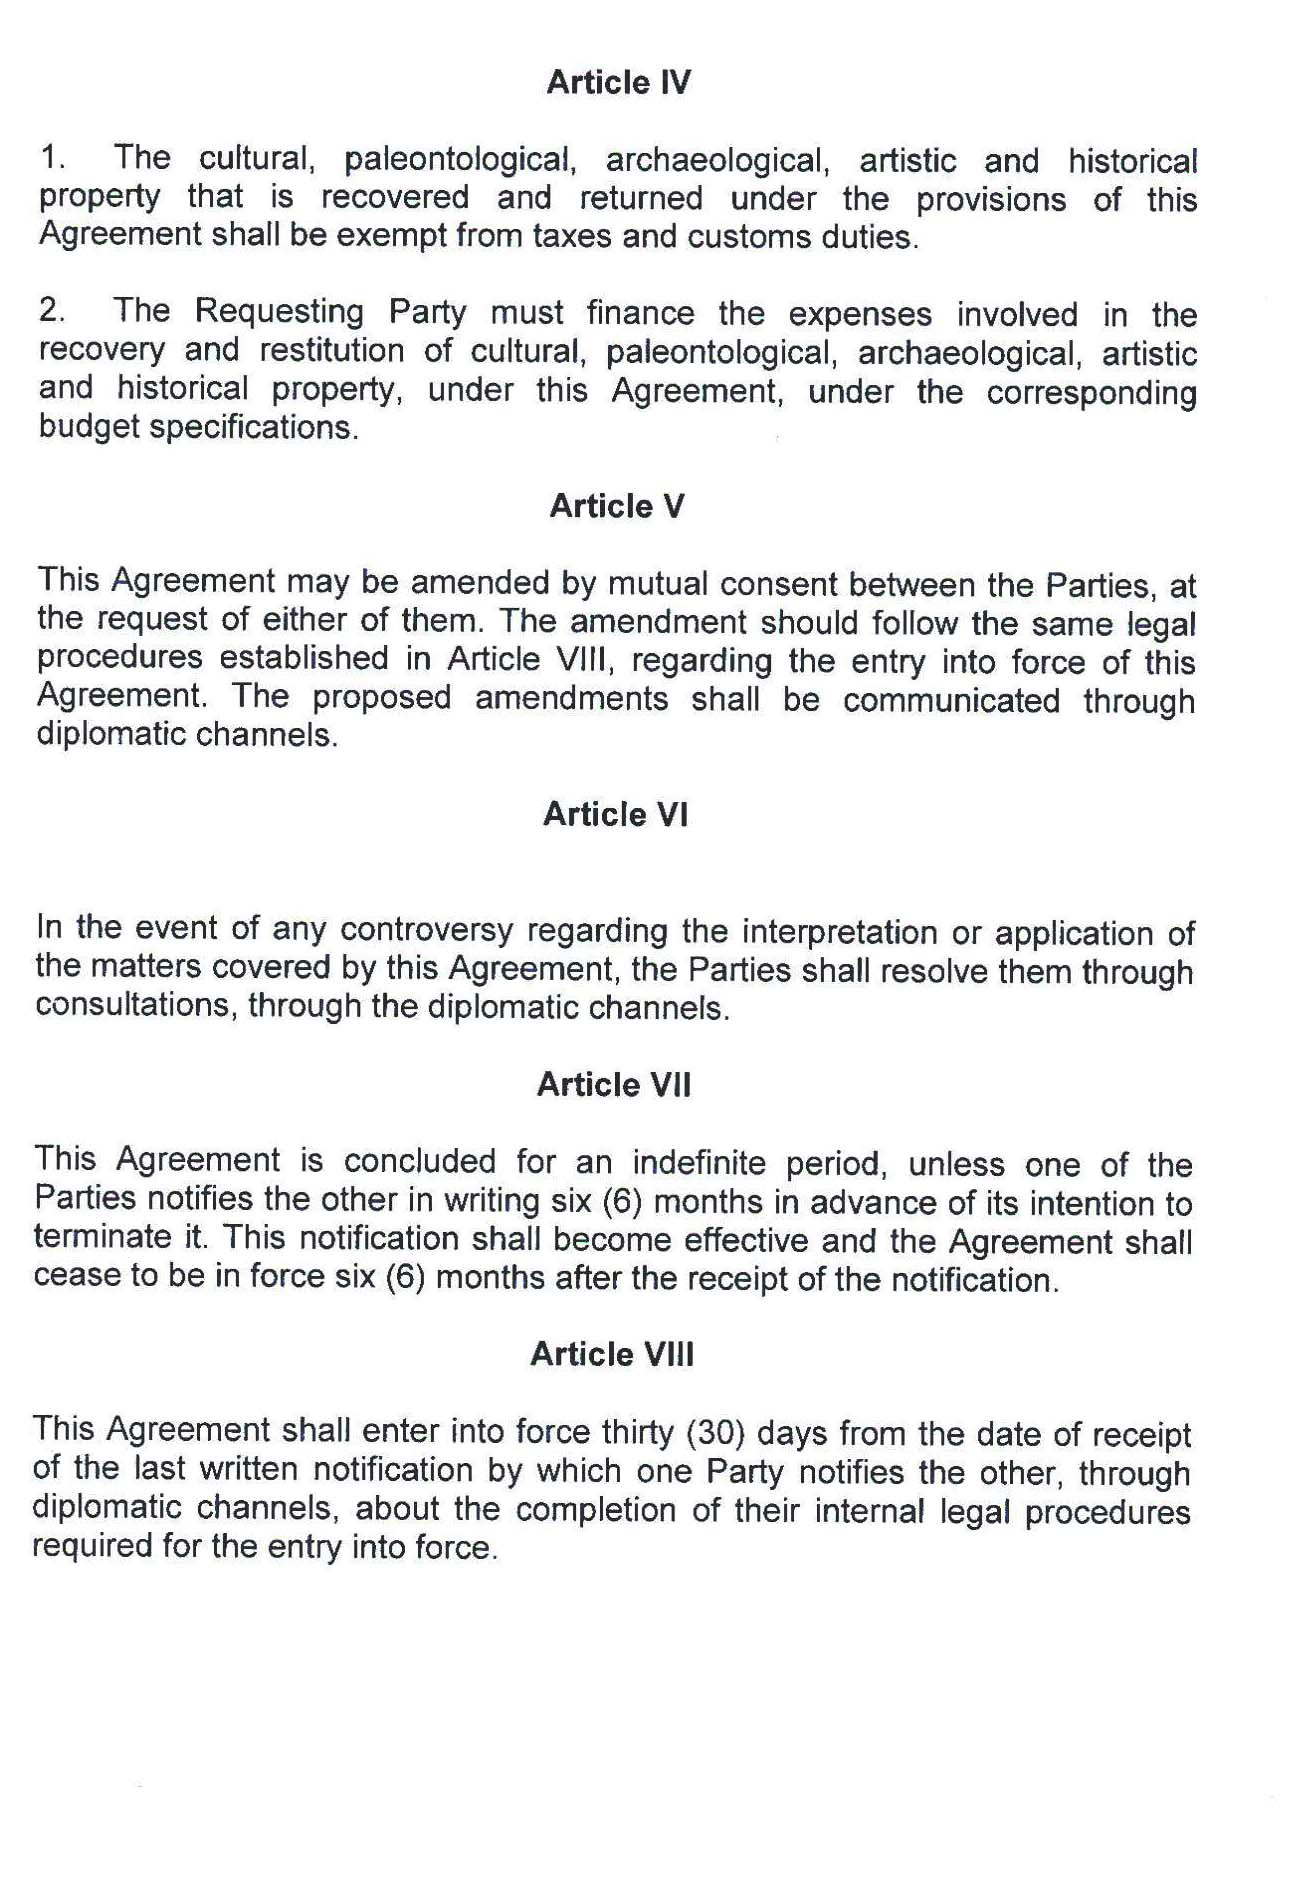 Article IV
1. The cultural, paleontological, archaeological, artistic and historical
property that is recovered and returned under the provisions of this
Agreement shall be exempt from taxes and customs duties.
2. The Requesting Party must finance the expenses involved in the
recovery and restitution of cultural, paleontological, archaeological, artistic
and historical property, under this Agreement, under the corresponding
budget specifications.
Article V
This Agreement may be amended by mutual consent between the Parties, at
the request of either of them. The amendment should follow the same legal
procedures established in Article VIII, regarding the entry into force of this
Agreement. The proposed amendments shall be communicated through
diplomatic channels.
Article VI
In the event of any controversy regarding the interpretation or application of
the matters covered by this Agreement, the Parties shall resolve them through
consultations, through the diplomatic channels.
Article VII
This Agreement is concluded for an indefinite period, unless one of the
Parties notifies the other in writing six (6) months in advance of its intention to
terminate it. This notification shall become effective and the Agreement shall
cease to be in force six (6) months after the receipt of the notification.
Article VIII
This Agreement shall enter into force thirty (30) days from the date of receipt
of the last written notification by which one Party notifies the other, through
diplomatic channels, about the completion of their internal legal procedures
required for the entry into force.